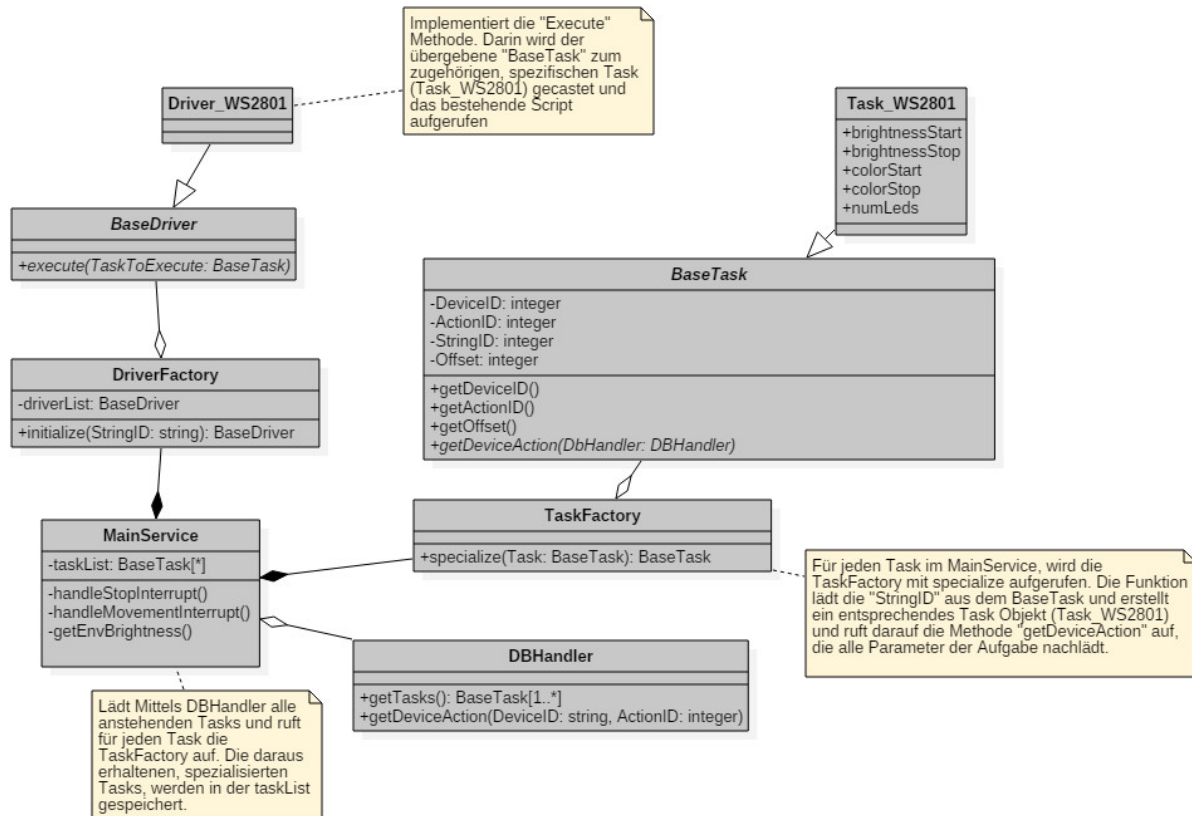 Implementiert die "Execute"
Methode. Darin wird der
übergebene "BaseTask" zum
zugehörigen, spezifischen Task
(Task_WS2801) gecastet und
das bestehende Script
aufgerufen
Driver_WS2801
Task_WS2801
+brightnessStart
+brightnessStop
+colorStart
+colorStop
+numLeds
BaseDriver
+execute(TaskToExecute: BaseTask)
BaseTask
-DeviceID: integer
-ActionID: integer
-StringID: integer
-Offset: integer
+getDeviceID()
+getActionID()
+getOffset()
+getDeviceAction(DbHandler: DBHandler)
DriverFactory
-driverList: BaseDriver
+initialize(StringID: string): BaseDriver
MainService
-taskList: BaseTask[*]
-handleStopInterrupt()
-handleMovementInterrupt()
-getEnvBrightness()
TaskFactory
+specialize(Task: BaseTask): BaseTask
Für jeden Task im MainService, wird die
TaskFactory mit specialize aufgerufen. Die Funktion
lädt die "StringID" aus dem BaseTask und erstellt
ein entsprechendes Task Objekt (Task_WS2801)
und ruft darauf die Methode "getDeviceAction" auf,
die alle Parameter der Aufgabe nachlädt.
DBHandler
+getTasks(): BaseTask[1..*]
+getDeviceAction(DeviceID: string, ActionID: integer)
Lädt Mittels DBHandler alle
anstehenden Tasks und ruft
für jeden Task die
TaskFactory auf. Die daraus
erhaltenen, spezialisierten
Tasks, werden in der taskList
gespeichert.